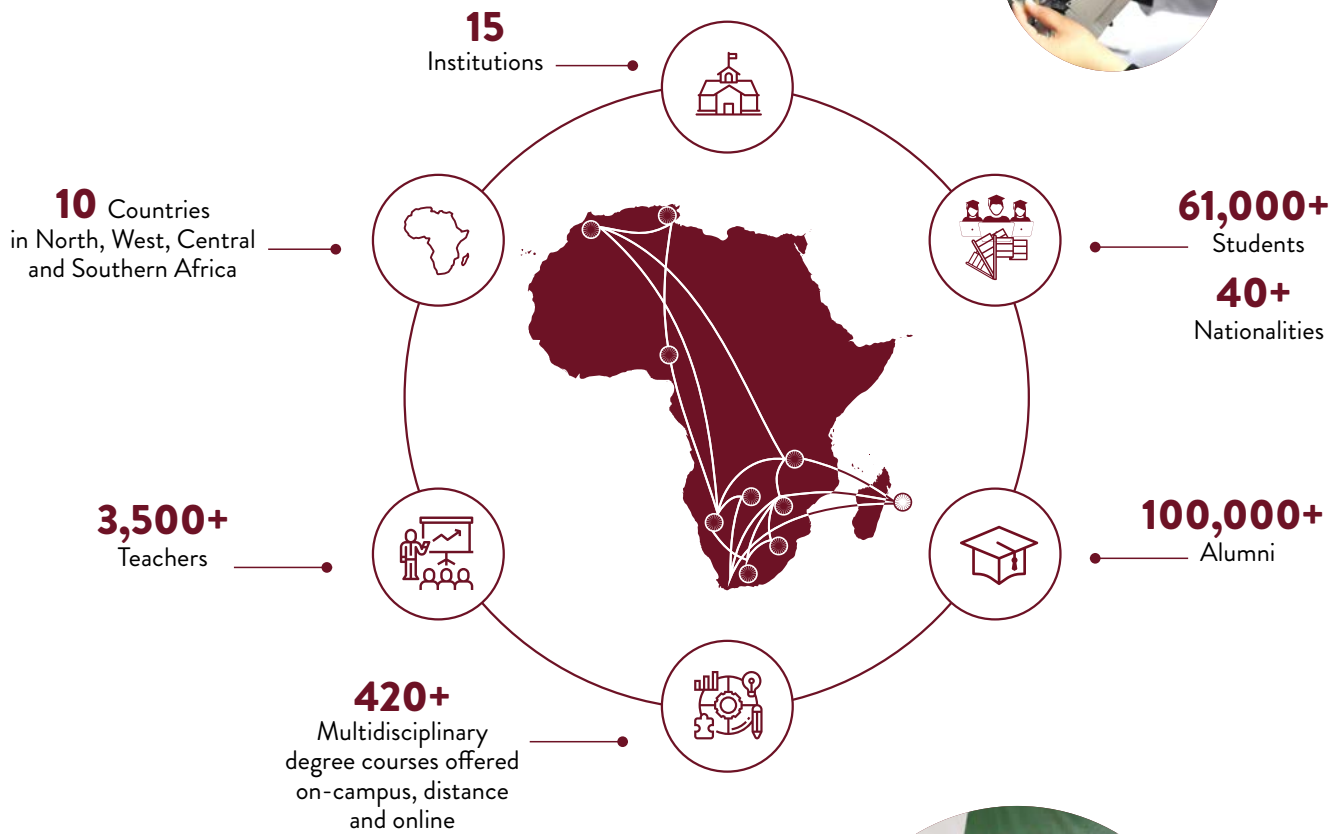 15
Institutions
10 Countries
in North, West, Central
and Southern Africa
61,000+
Students
40+
Nationalities
3,500+
Teachers
100,000+
Alumni
420+
Multidisciplinary
degree courses offered
on-campus, distance
and online